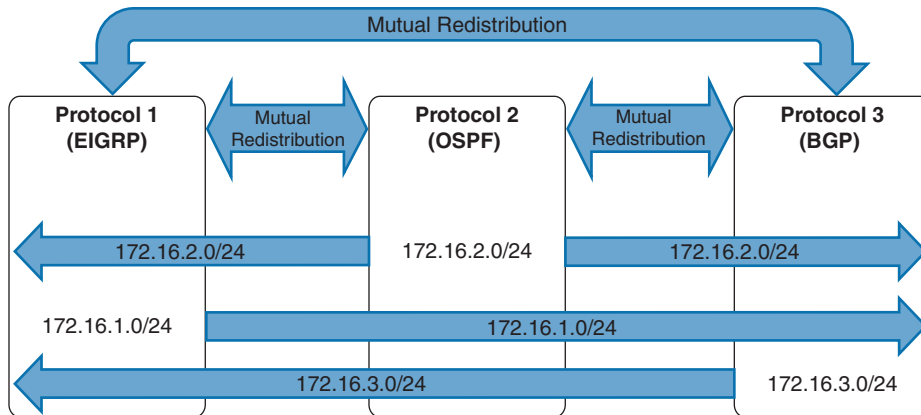 Mutual Redistribution
Protocol 1
(EIGRP)
Mutual
Redistribution
Protocol 2
(OSPF)
Mutual
Redistribution
Protocol 3
(BGP)
172.16.2.0/24
172.16.2.0/24
172.16.2.0/24
172.16.1.0/24
172.16.1.0/24
172.16.3.0/24
172.16.3.0/24